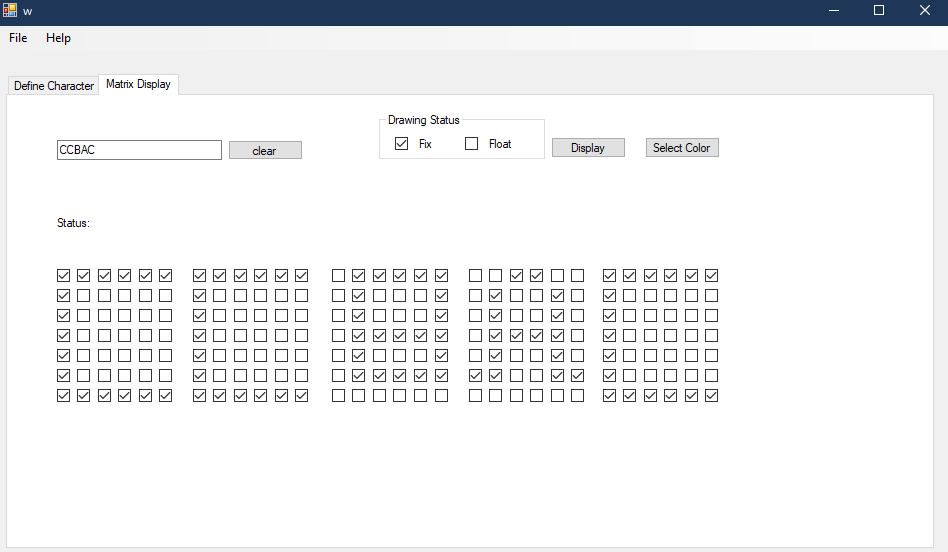 w
File Help
Define Character Matrix Display
Drawing Status
CCBAC clear Fix Float Display Select Color
Status: